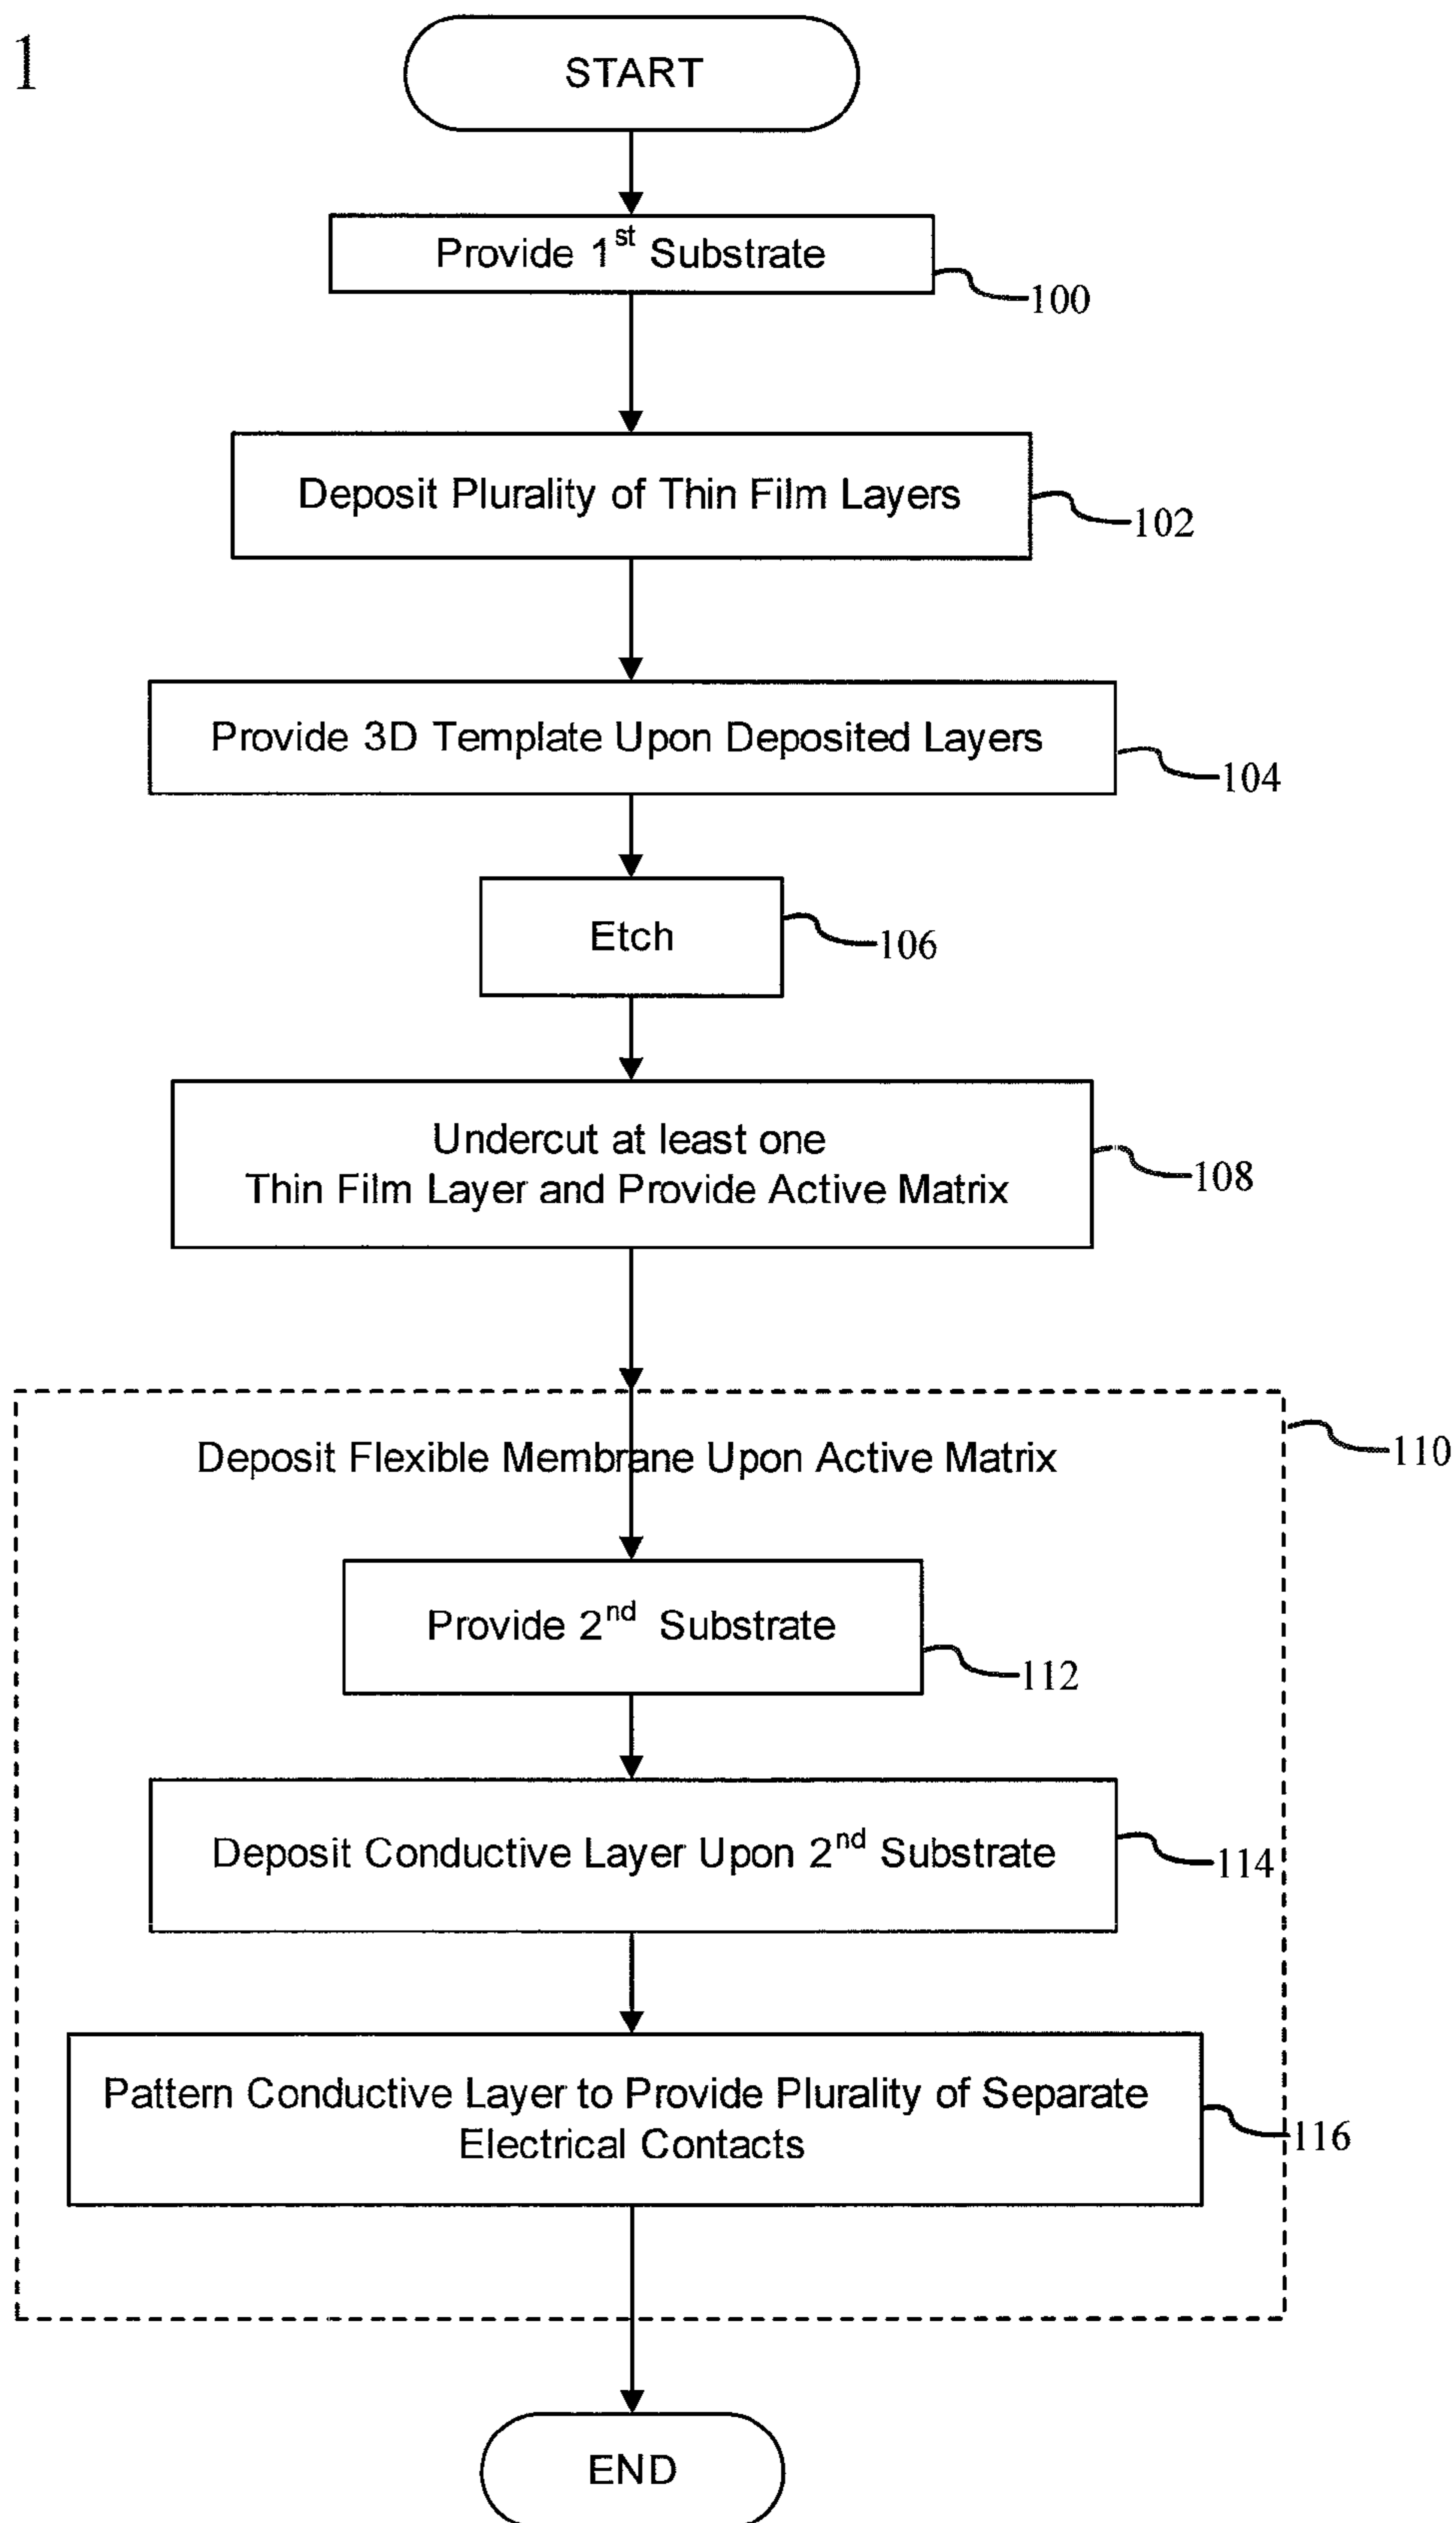 1
START
Provide 1st Substrate
100
Deposit Plurality of Thin Film Layers
102
Provide 3D Template Upon Deposited Layers
104
Etch
106
Undercut at least one
Thin Film Layer and Provide Active Matrix
108
Deposit Flexible Membrane Upon Active Matrix
110
Provide 2nd Substrate
112
Deposit Conductive Layer Upon 2nd Substrate
114
Pattern Conductive Layer to Provide Plurality of Separate
Electrical Contacts
116
END